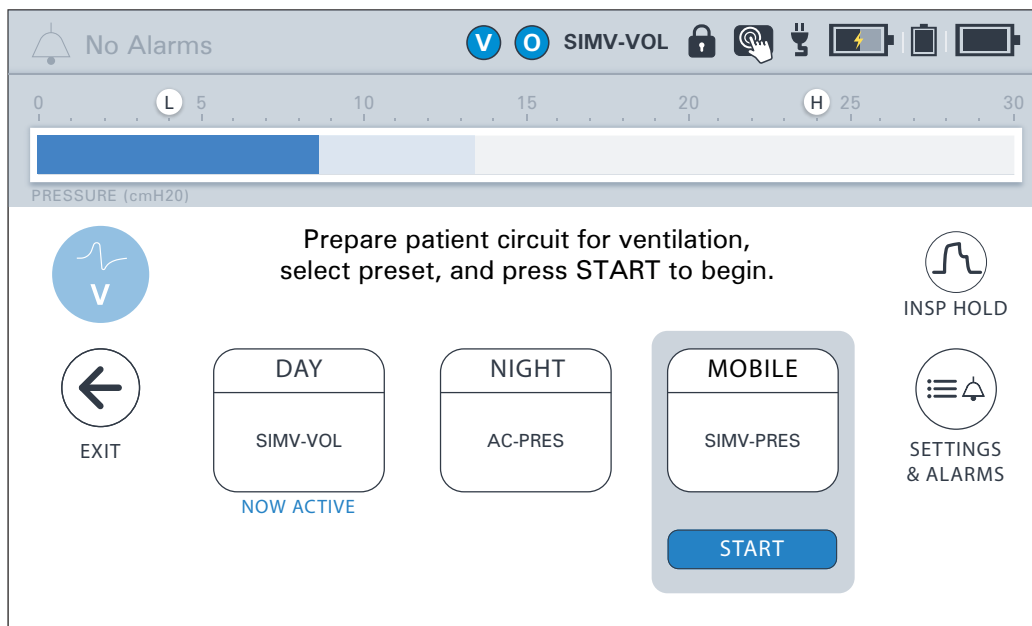 No Alarms
V O SIMV-VOL
0 L 5 10 15 20 H 25 30
PRESSURE (cmH20)
Prepare patient circuit for ventilation,
select preset, and press START to begin.
V
INSP HOLD
EXIT
DAY
SIMV-VOL
NOW ACTIVE
NIGHT
AC-PRES
MOBILE
SIMV-PRES
START
SETTINGS
& ALARMS